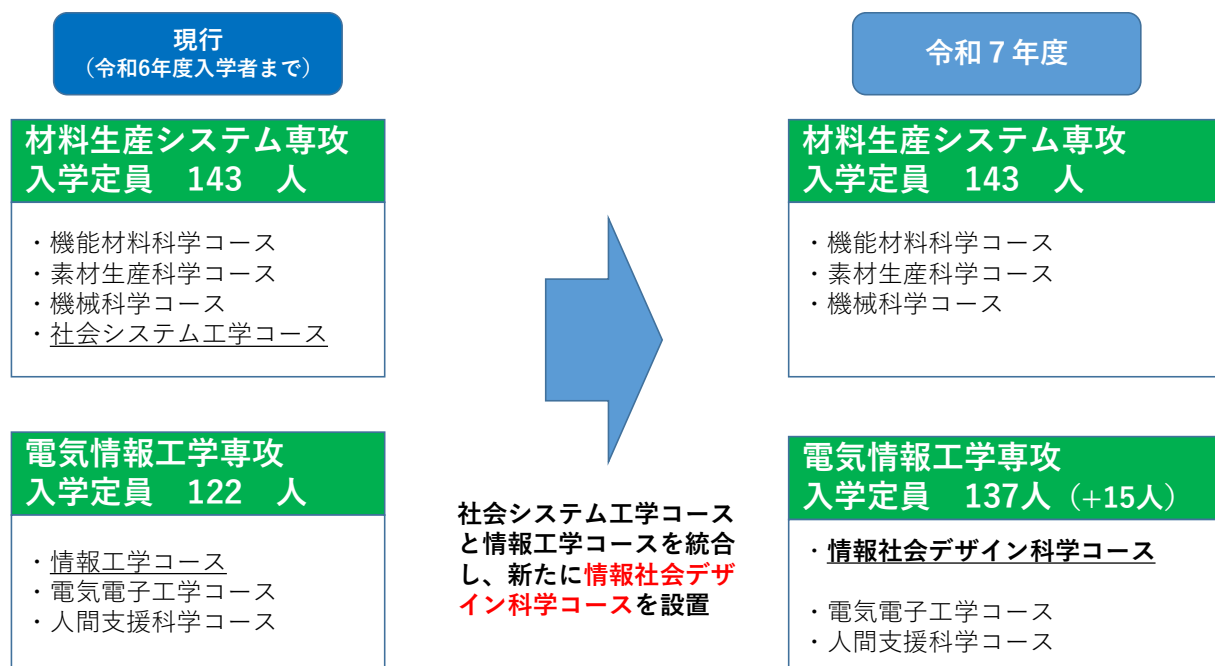 現行
（令和6年度入学者まで）
材料生産システム専攻
入学定員　143　人
・機能材料科学コース
・素材生産科学コース
・機械科学コース
・社会システム工学コース
電気情報工学専攻
入学定員　122　人
・情報工学コース
・電気電子工学コース
・人間支援科学コース
社会システム工学コース
と情報工学コースを統合
し、新たに情報社会デザ
イン科学コースを設置
令和７年度
材料生産システム専攻
入学定員　143　人
・機能材料科学コース
・素材生産科学コース
・機械科学コース
電気情報工学専攻
入学定員　137人（+15人）
・情報社会デザイン科学コース
・電気電子工学コース
・人間支援科学コース